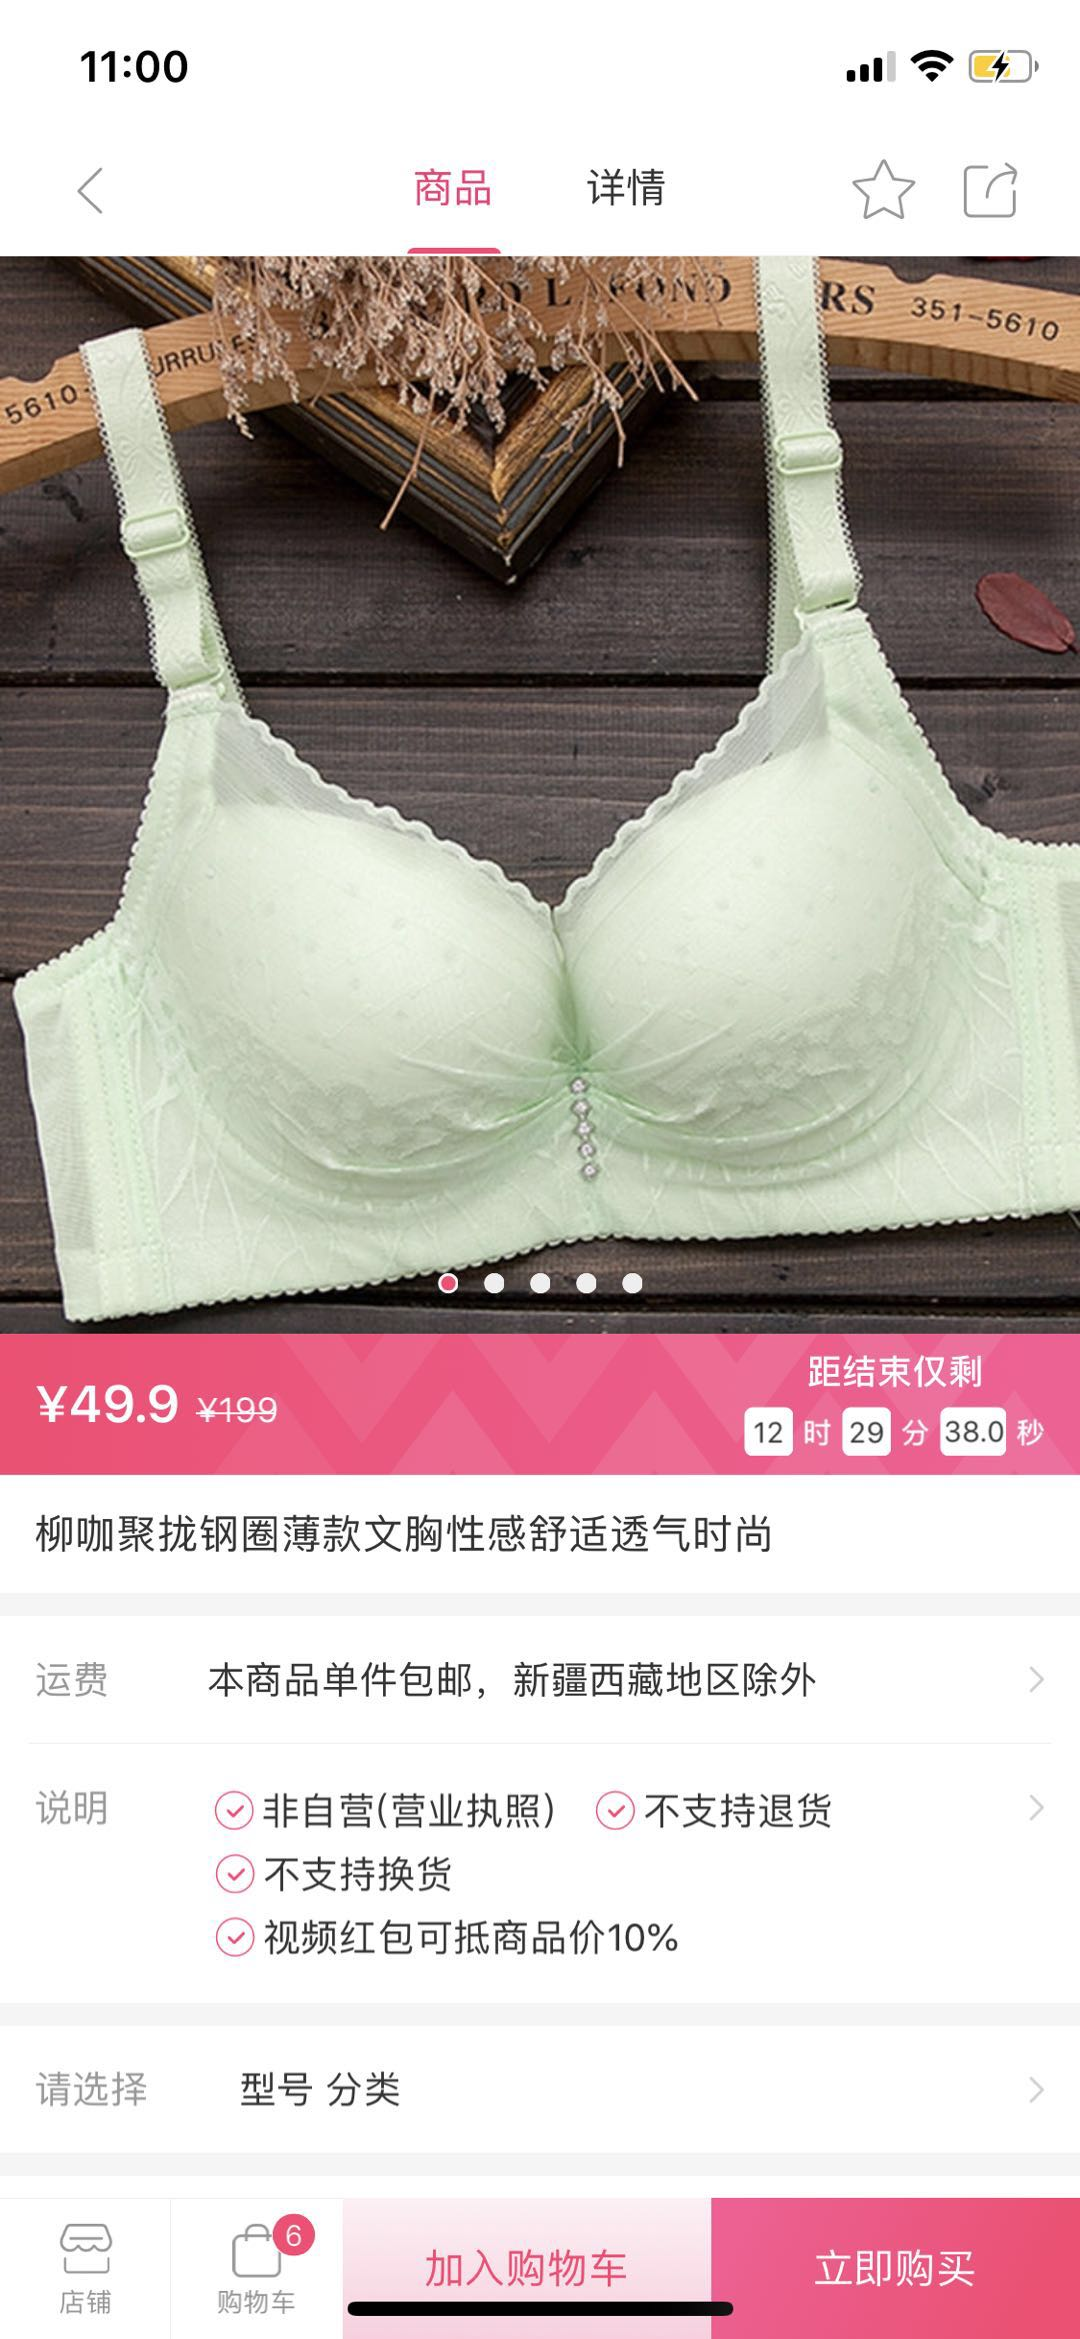 11:00
商品
详情
351-5610
5610
¥49.9 ¥199
距结束仅剩
12 时 29 分 38.0 秒
柳咖聚拢钢圈薄款文胸性感舒适透气时尚
运费 本商品单件包邮，新疆西藏地区除外
说明 非自营(营业执照) 不支持退货
不支持换货
视频红包可抵商品价10%
请选择 型号 分类
6
店铺
购物车
加入购物车
立即购买